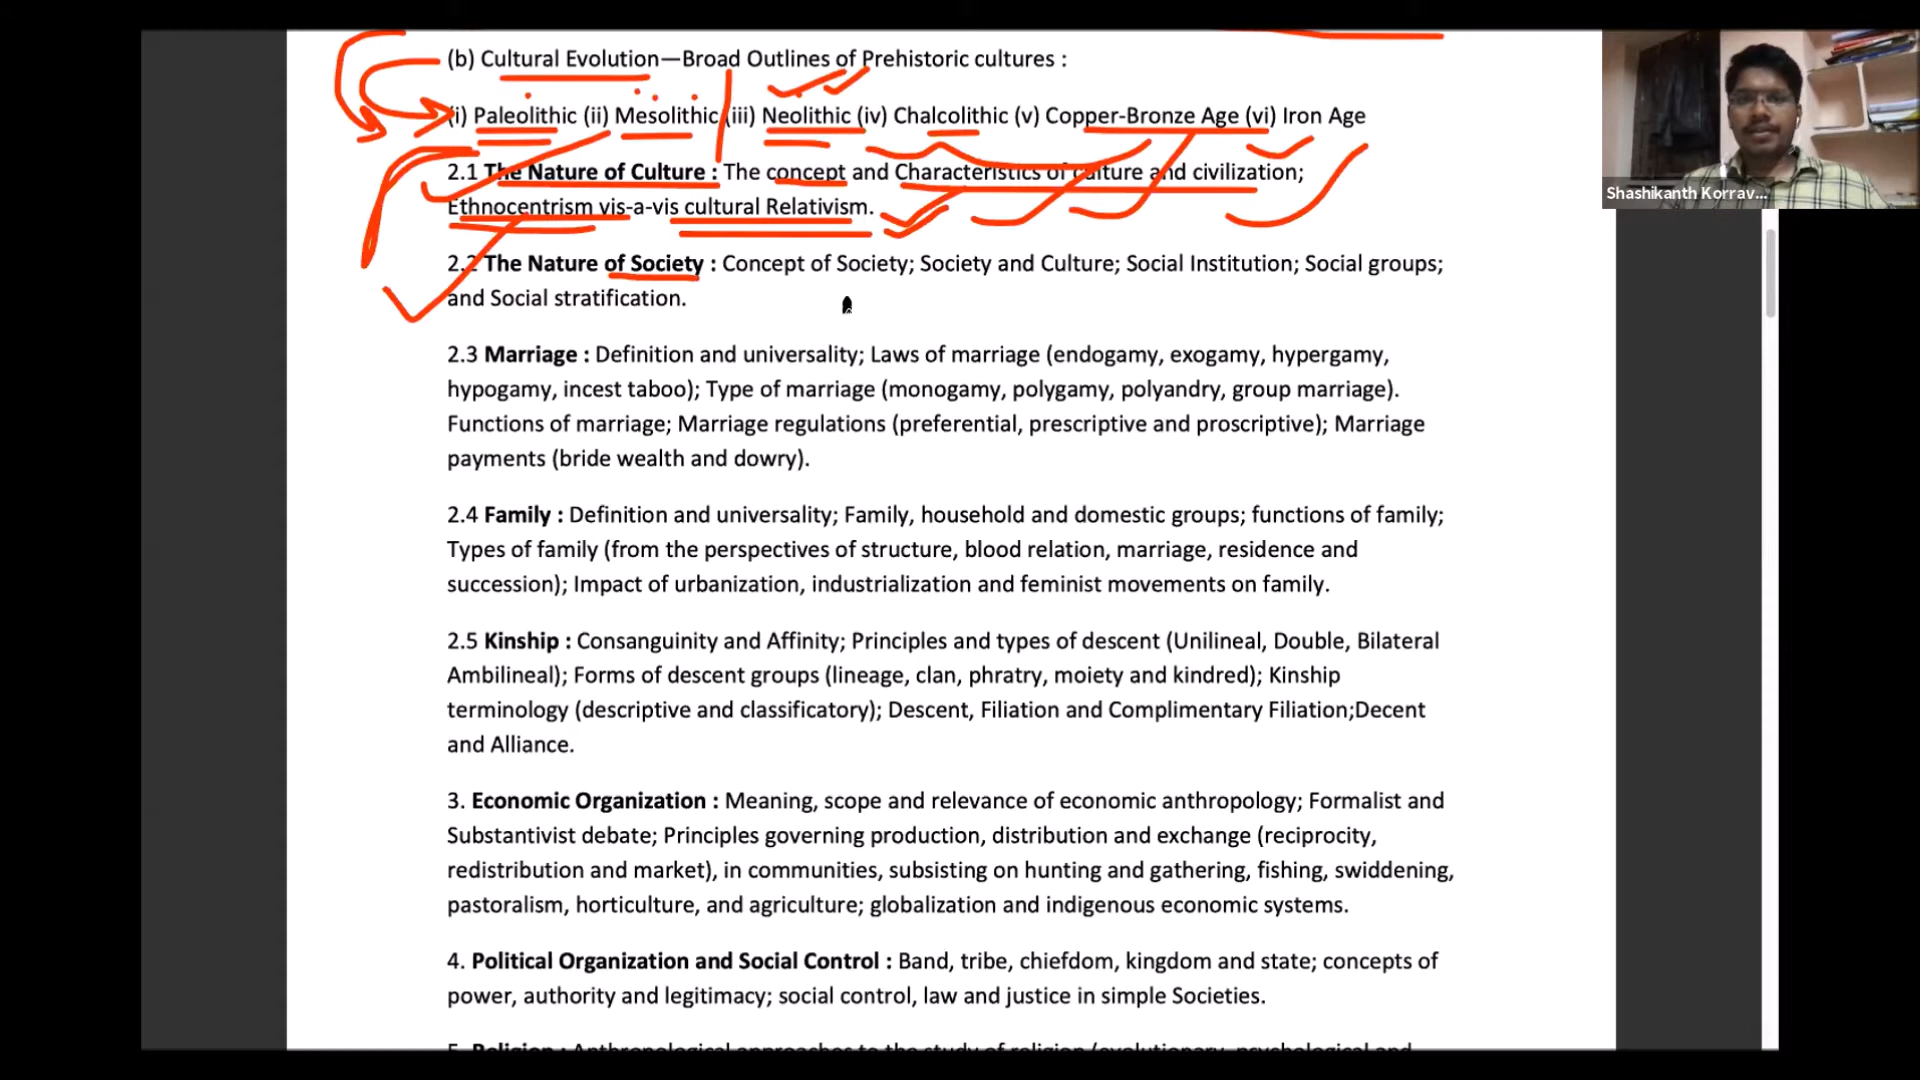 (b) Cultural Evolution—Broad Outlines of Prehistoric cultures :
(i) Paleolithic (ii) Mesolithic (iii) Neolithic (iv) Chalcolithic (v) Copper-Bronze Age (vi) Iron Age
2.1 The Nature of Culture : The concept and Characteristics of culture and civilization;
Ethnocentrism vis-a-vis cultural Relativism.
2.2 The Nature of Society : Concept of Society; Society and Culture; Social Institution; Social groups;
and Social stratification.
2.3 Marriage : Definition and universality; Laws of marriage (endogamy, exogamy, hypergamy,
hypogamy, incest taboo); Type of marriage (monogamy, polygamy, polyandry, group marriage).
Functions of marriage; Marriage regulations (preferential, prescriptive and proscriptive); Marriage
payments (bride wealth and dowry).
2.4 Family : Definition and universality; Family, household and domestic groups; functions of family;
Types of family (from the perspectives of structure, blood relation, marriage, residence and
succession); Impact of urbanization, industrialization and feminist movements on family.
2.5 Kinship : Consanguinity and Affinity; Principles and types of descent (Unilineal, Double, Bilateral
Ambilineal); Forms of descent groups (lineage, clan, phratry, moiety and kindred); Kinship
terminology (descriptive and classificatory); Descent, Filiation and Complimentary Filiation;Decent
and Alliance.
3. Economic Organization : Meaning, scope and relevance of economic anthropology; Formalist and
Substantivist debate; Principles governing production, distribution and exchange (reciprocity,
redistribution and market), in communities, subsisting on hunting and gathering, fishing, swiddening,
pastoralism, horticulture, and agriculture; globalization and indigenous economic systems.
4. Political Organization and Social Control : Band, tribe, chiefdom, kingdom and state; concepts of
power, authority and legitimacy; social control, law and justice in simple Societies.
5. Religion : Anthropological approaches to the study of religion (evolutionary, psychological and
Shashikanth Korrav...